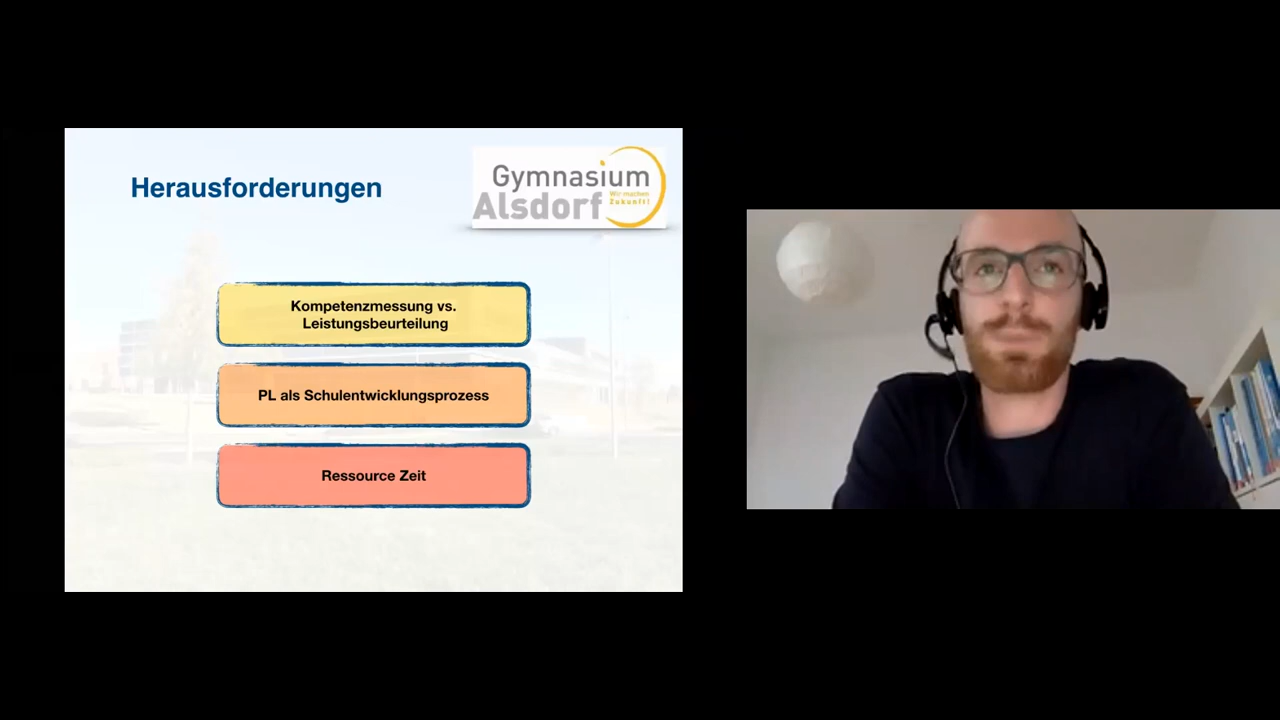 Herausforderungen
Gymnasium
Alsdorf
Wir machen
Zukunft!
Kompetenzmessung vs.
Leistungsbeurteilung
PL als Schulentwicklungsprozess
Ressource Zeit